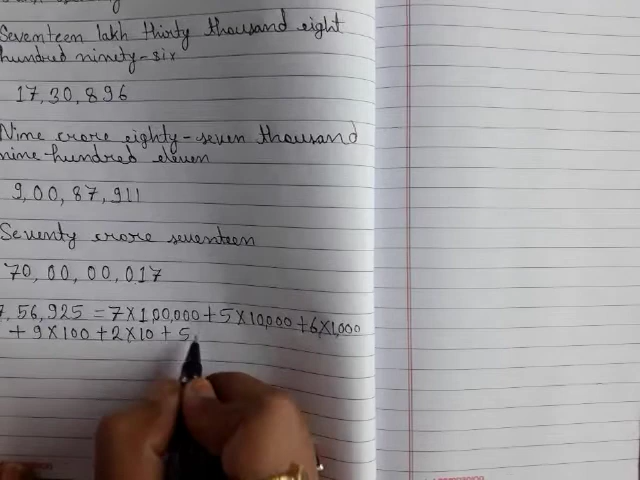 Seventeen lakh thirty thousand eight
hundred ninety-six
17,30,896
Nine crore eighty-seven thousand
nine-hundred eleven
9,00,87,911
Seventy crore seventeen
70,00,00,017
7,56,925 = 7×1,00,000 + 5×10,000 + 6×1,000
+ 9×100 + 2×10 + 5